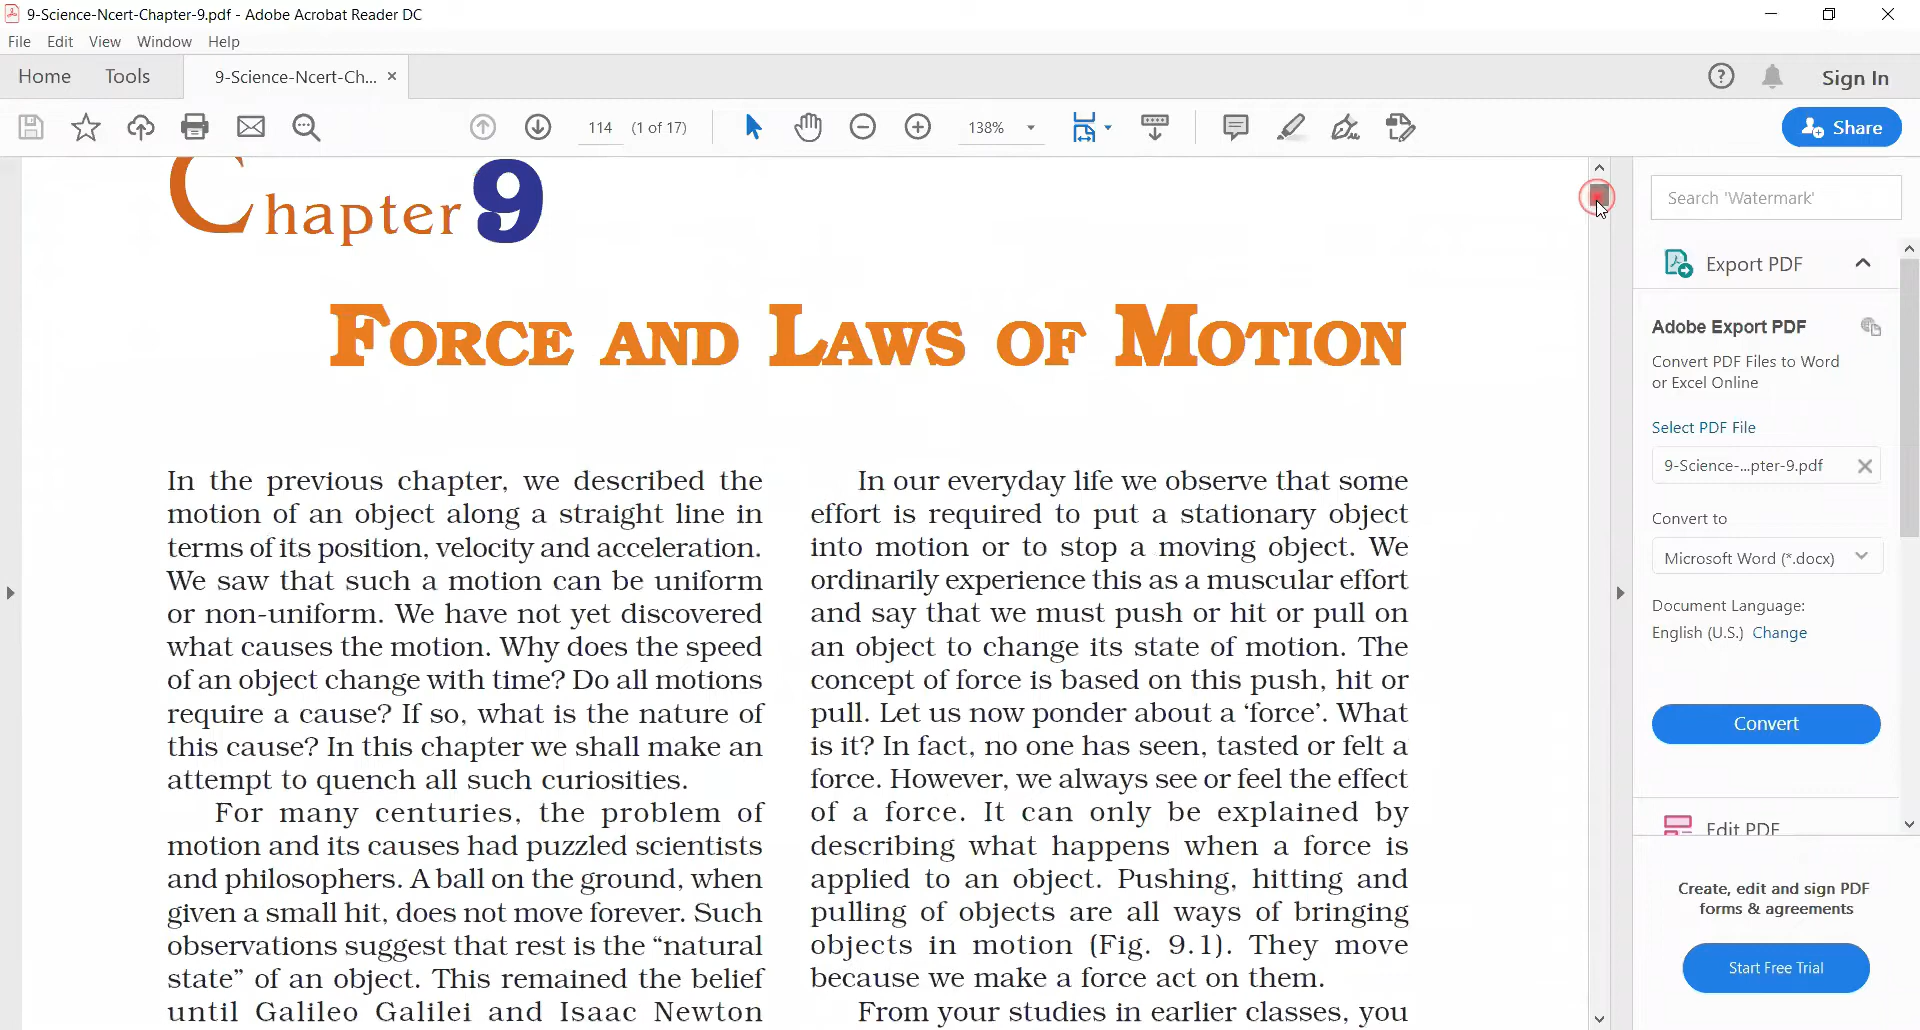 9-Science-Ncert-Chapter-9.pdf - Adobe Acrobat Reader DC
File Edit View Window Help
Home Tools 9-Science-Ncert-Ch... × Sign In
114 (1 of 17) 138% Share
Chapter 9
FORCE AND LAWS OF MOTION
In the previous chapter, we described the
motion of an object along a straight line in
terms of its position, velocity and acceleration.
We saw that such a motion can be uniform
or non-uniform. We have not yet discovered
what causes the motion. Why does the speed
of an object change with time? Do all motions
require a cause? If so, what is the nature of
this cause? In this chapter we shall make an
attempt to quench all such curiosities.
For many centuries, the problem of
motion and its causes had puzzled scientists
and philosophers. A ball on the ground, when
given a small hit, does not move forever. Such
observations suggest that rest is the “natural
state” of an object. This remained the belief
until Galileo Galilei and Isaac Newton
In our everyday life we observe that some
effort is required to put a stationary object
into motion or to stop a moving object. We
ordinarily experience this as a muscular effort
and say that we must push or hit or pull on
an object to change its state of motion. The
concept of force is based on this push, hit or
pull. Let us now ponder about a ‘force’. What
is it? In fact, no one has seen, tasted or felt a
force. However, we always see or feel the effect
of a force. It can only be explained by
describing what happens when a force is
applied to an object. Pushing, hitting and
pulling of objects are all ways of bringing
objects in motion (Fig. 9.1). They move
because we make a force act on them.
From your studies in earlier classes, you
Search 'Watermark'
Export PDF
Adobe Export PDF
Convert PDF Files to Word
or Excel Online
Select PDF File
9-Science-...pter-9.pdf
Convert to
Microsoft Word (*.docx)
Document Language:
English (U.S.) Change
Convert
Edit PDF
Create, edit and sign PDF
forms & agreements
Start Free Trial